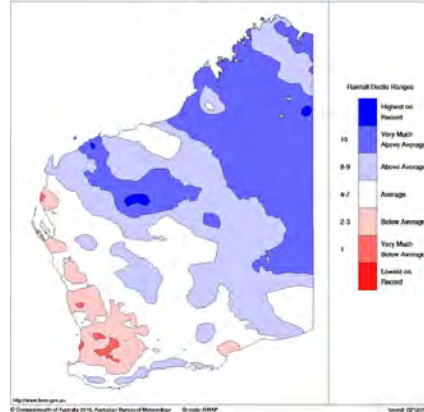 Rainfall Decile Ranges
Highest on
Record
10
Very Much
Above Average
8-9
Above Average
4-7
Average
2-3
Below Average
1
Very Much
Below Average
Lowest on
Record
http://www.bom.gov.au
© Commonwealth of Australia 2016, Australian Bureau of Meteorology
Issued: